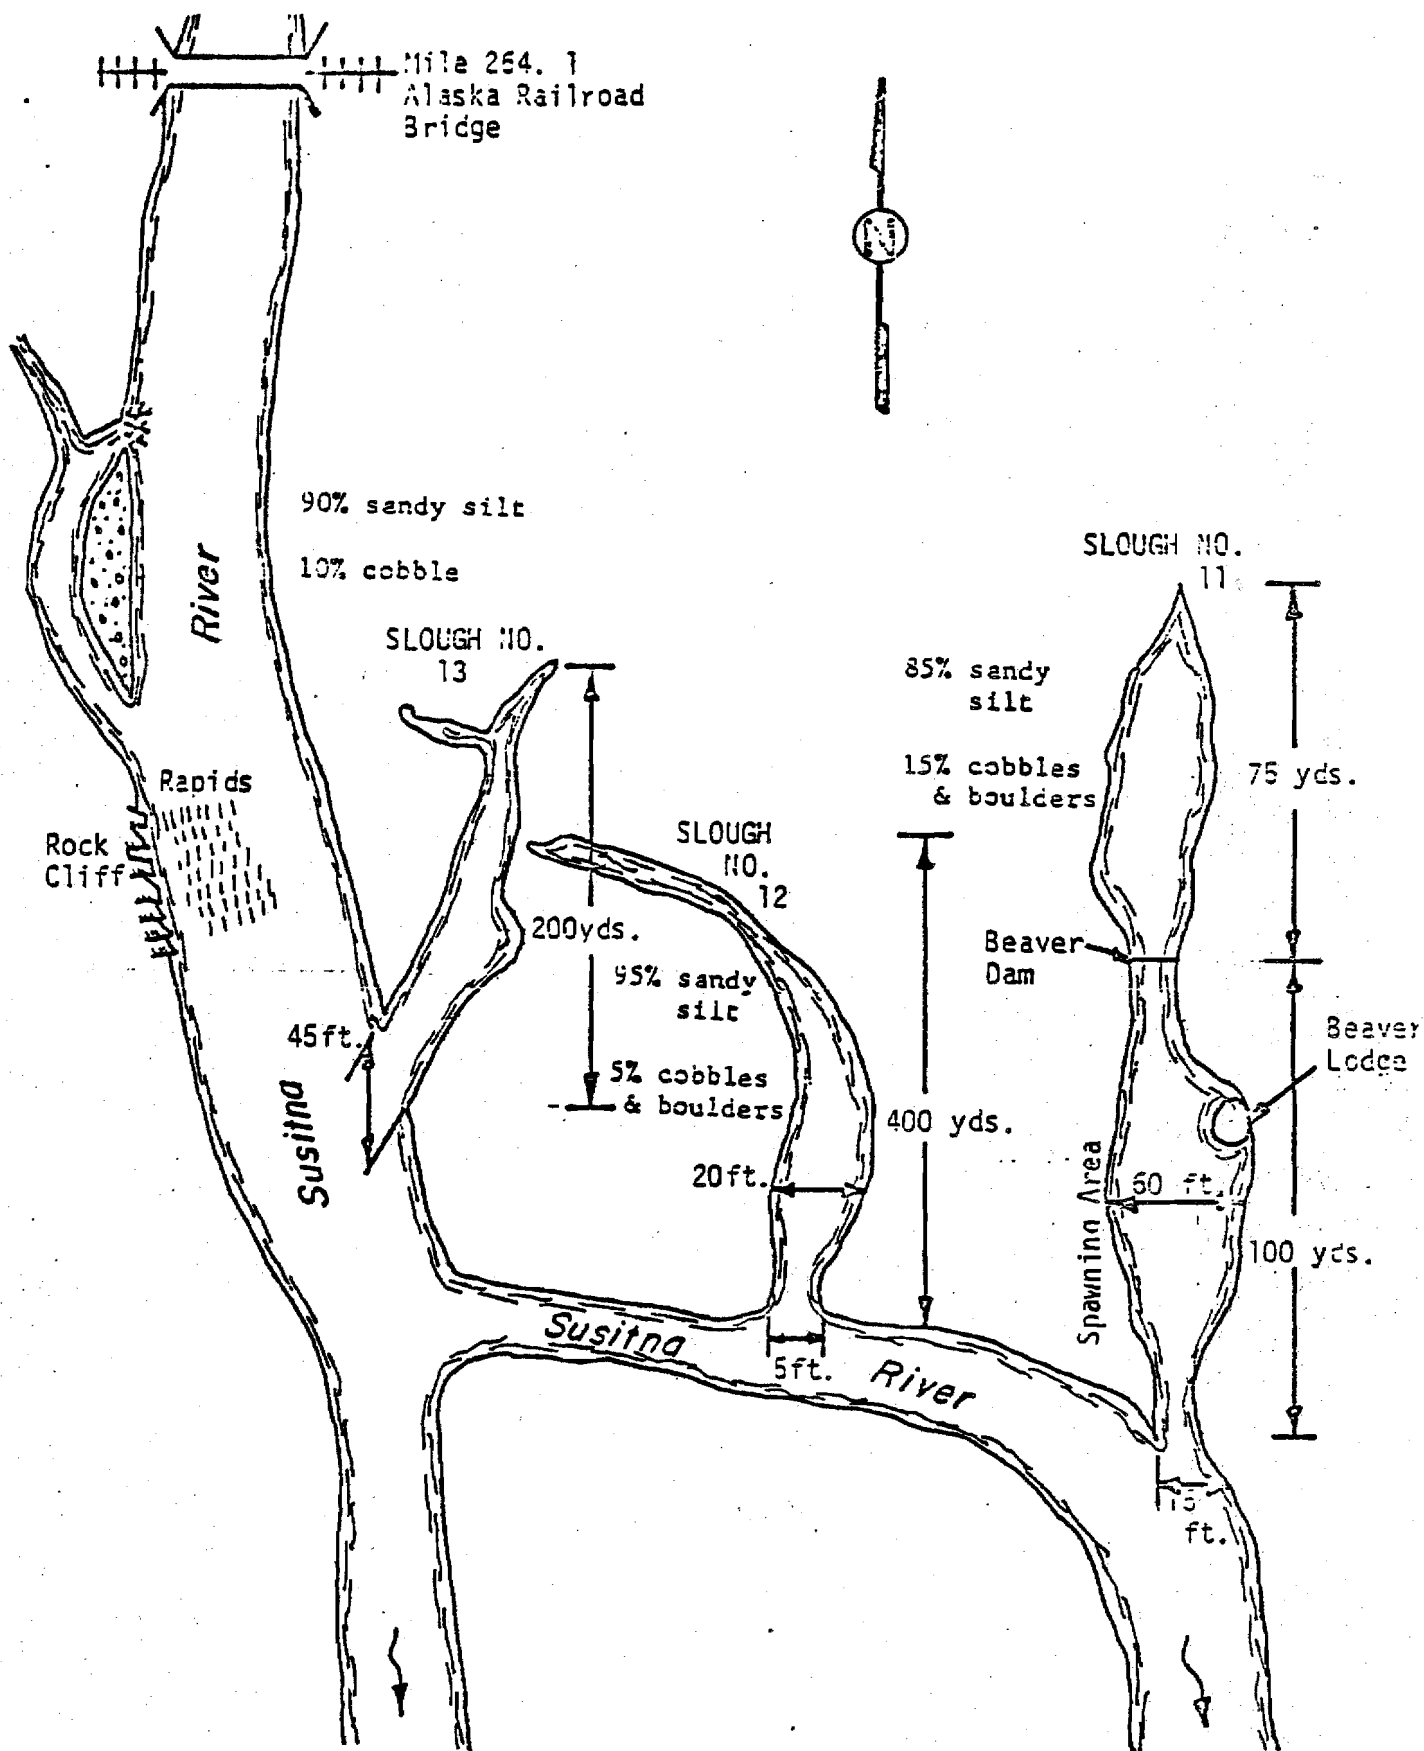 Mile 264. 1
Alaska Railroad
Bridge
N
90% sandy silt
10% cobble
River
SLOUGH NO.
13
SLOUGH NO.
11
85% sandy
silt
15% cobbles
& boulders
75 yds.
Rapids
Rock
Cliff
SLOUGH
NO.
12
200yds.
Beaver
Dam
95% sandy
silt
45ft.
Beaver
Lodge
5% cobbles
& boulders
400 yds.
Susitna
20ft.
Spawning Area
60 ft.
100 yds.
Susitna
River
5ft.
15
ft.